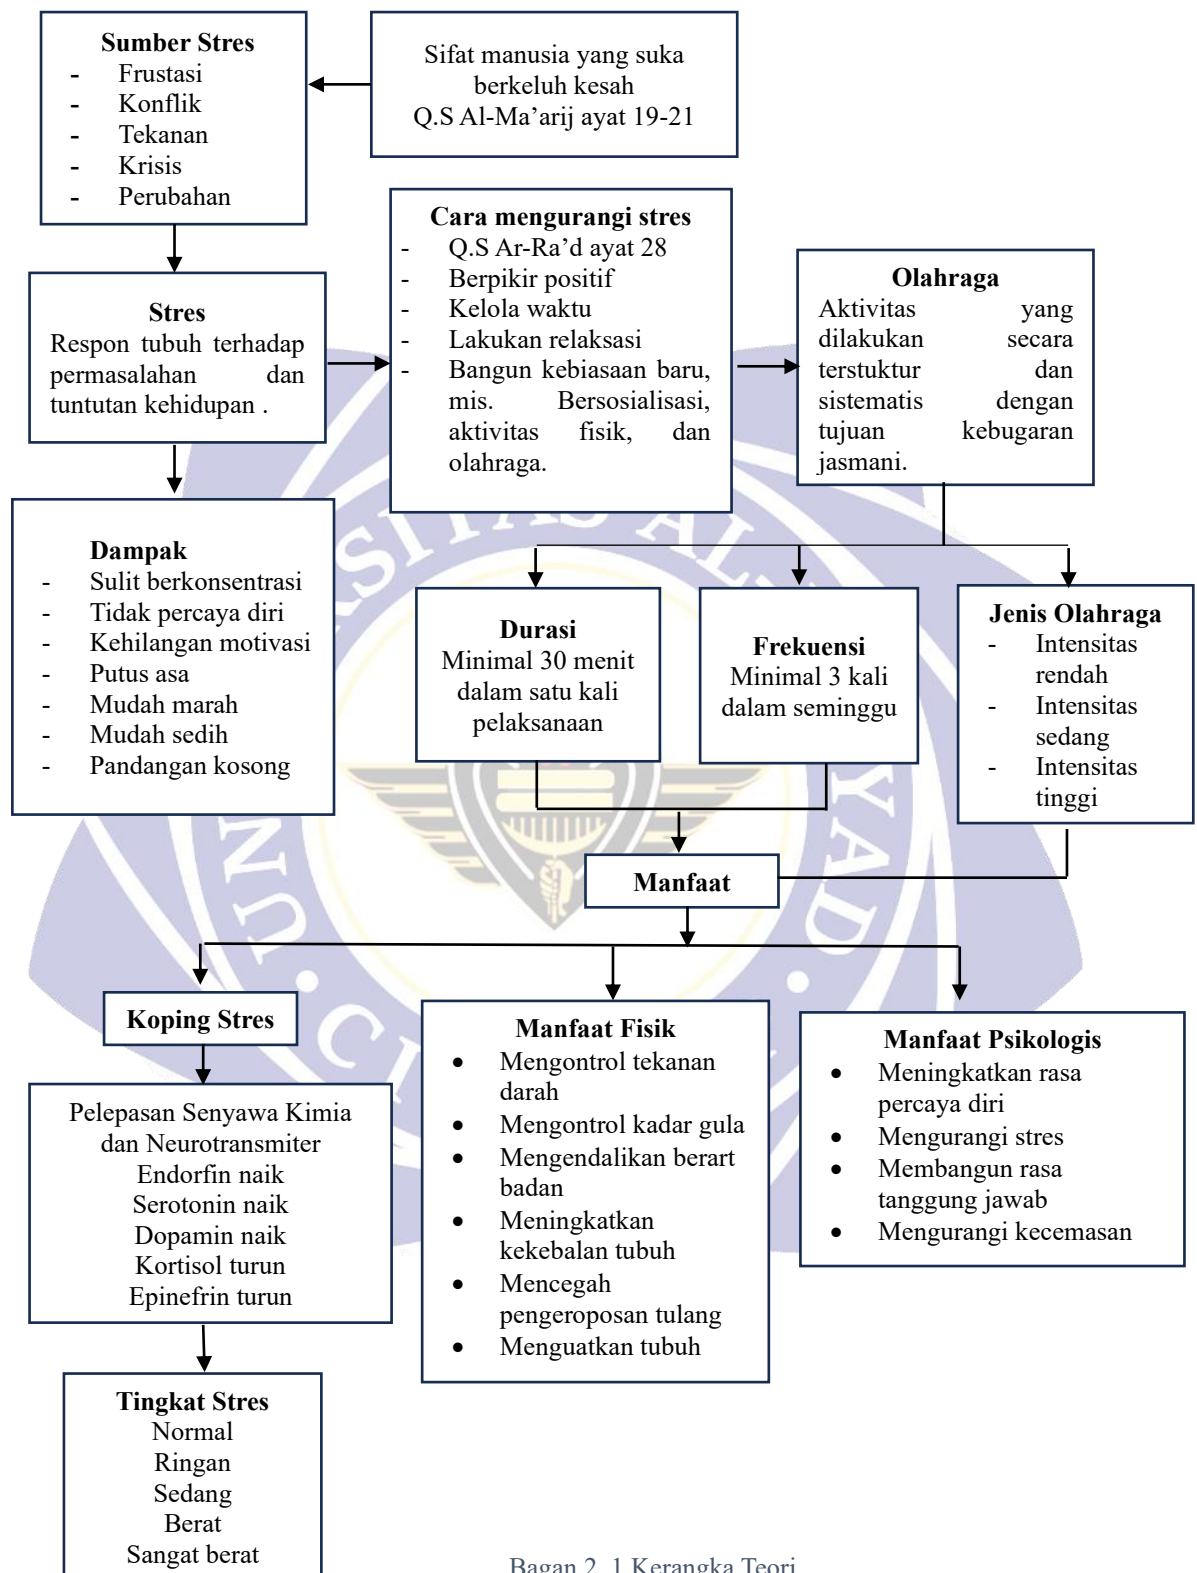 Sumber Stres
- Frustasi
- Konflik
- Tekanan
- Krisis
- Perubahan
Sifat manusia yang suka
berkeluh kesah
Q.S Al-Ma’arij ayat 19-21
Stres
Respon tubuh terhadap
permasalahan dan
tuntutan kehidupan .
Cara mengurangi stres
- Q.S Ar-Ra’d ayat 28
- Berpikir positif
- Kelola waktu
- Lakukan relaksasi
- Bangun kebiasaan baru,
mis. Bersosialisasi,
aktivitas fisik, dan
olahraga.
Olahraga
Aktivitas yang
dilakukan secara
terstuktur dan
sistematis dengan
tujuan kebugaran
jasmani.
Dampak
- Sulit berkonsentrasi
- Tidak percaya diri
- Kehilangan motivasi
- Putus asa
- Mudah marah
- Mudah sedih
- Pandangan kosong
Durasi
Minimal 30 menit
dalam satu kali
pelaksanaan
Frekuensi
Minimal 3 kali
dalam seminggu
Jenis Olahraga
- Intensitas
rendah
- Intensitas
sedang
- Intensitas
tinggi
Manfaat
Koping Stres
Pelepasan Senyawa Kimia
dan Neurotransmiter
Endorfin naik
Serotonin naik
Dopamin naik
Kortisol turun
Epinefrin turun
Manfaat Fisik
• Mengontrol tekanan
darah
• Mengontrol kadar gula
• Mengendalikan berart
badan
• Meningkatkan
kekebalan tubuh
• Mencegah
pengeroposan tulang
• Menguatkan tubuh
Manfaat Psikologis
• Meningkatkan rasa
percaya diri
• Mengurangi stres
• Membangun rasa
tanggung jawab
• Mengurangi kecemasan
Tingkat Stres
Normal
Ringan
Sedang
Berat
Sangat berat
Bagan 2. 1 Kerangka Teori